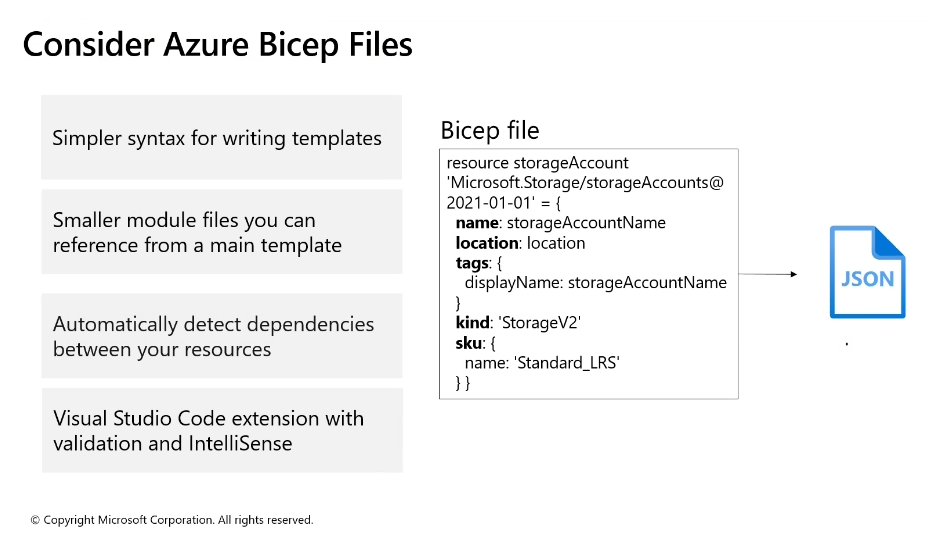 Consider Azure Bicep Files
Simpler syntax for writing templates
Smaller module files you can
reference from a main template
Automatically detect dependencies
between your resources
Visual Studio Code extension with
validation and IntelliSense
Bicep file
resource storageAccount
'Microsoft.Storage/storageAccounts@
2021-01-01' = {
name: storageAccountName
location: location
tags: {
displayName: storageAccountName
}
kind: 'StorageV2'
sku: {
name: 'Standard_LRS'
} }
JSON
.
© Copyright Microsoft Corporation. All rights reserved.